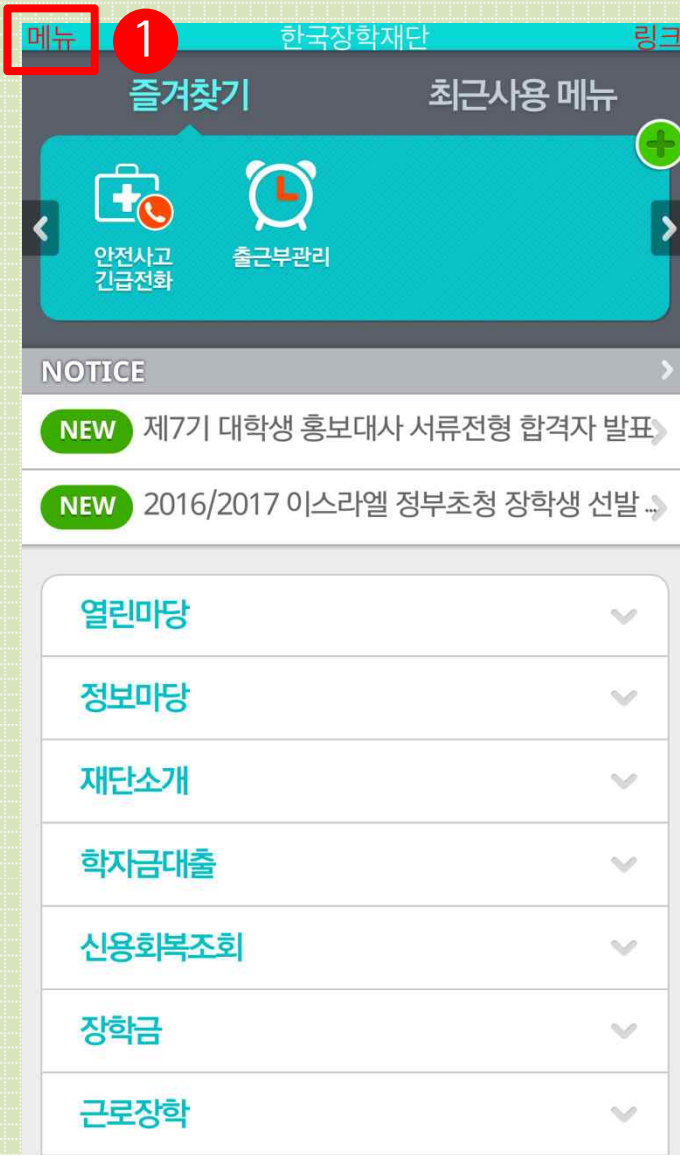 메뉴 1 한국장학재단 링크
즐겨찾기 최근사용 메뉴
안전사고 출근부관리
긴급전화
NOTICE
NEW 제7기 대학생 홍보대사 서류전형 합격자 발표
NEW 2016/2017 이스라엘 정부초청 장학생 선발 ...
열린마당
정보마당
재단소개
학자금대출
신용회복조회
장학금
근로장학